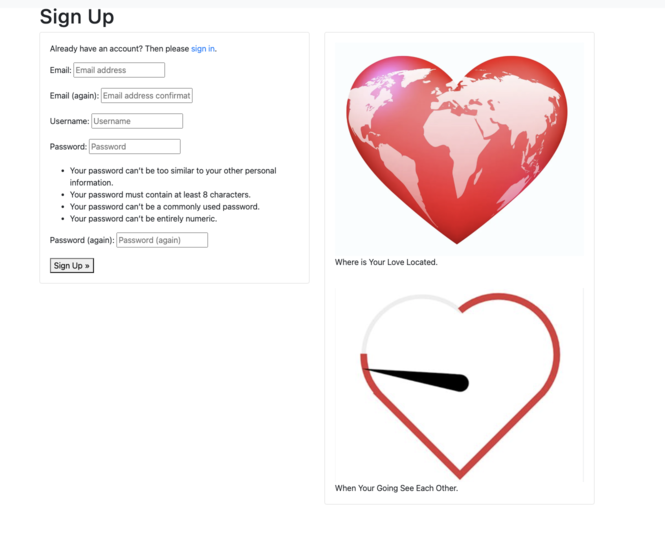 Sign Up
Already have an account? Then please sign in.
Email: Email address
Email (again): Email address confirmat
Username: Username
Password: Password
Your password can't be too similar to your other personal
information.
Your password must contain at least 8 characters.
Your password can't be a commonly used password.
Your password can't be entirely numeric.
Password (again): Password (again)
Sign Up »
Where is Your Love Located.
When Your Going See Each Other.